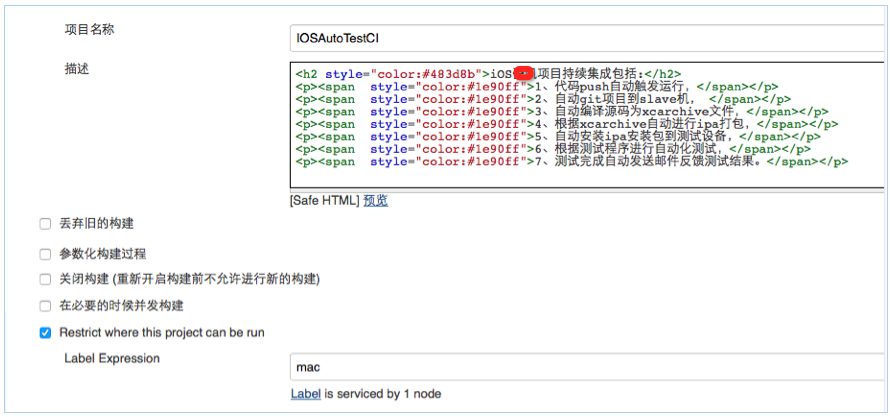 项目名称
IOSAutoTestCI
描述
<h2 style="color:#483d8b">iOS 项目持续集成包括:</h2>
<p><span  style="color:#1e90ff">1、代码push自动触发运行，</span></p>
<p><span  style="color:#1e90ff">2、自动git项目到slave机， </span></p>
<p><span  style="color:#1e90ff">3、自动编译源码为xcarchive文件，</span></p>
<p><span  style="color:#1e90ff">4、根据xcarchive自动进行ipa打包，</span></p>
<p><span  style="color:#1e90ff">5、自动安装ipa安装包到测试设备，</span></p>
<p><span  style="color:#1e90ff">6、根据测试程序进行自动化测试，</span></p>
<p><span  style="color:#1e90ff">7、测试完成自动发送邮件反馈测试结果。</span></p>
[Safe HTML] 预览
丢弃旧的构建
参数化构建过程
关闭构建 (重新开启构建前不允许进行新的构建)
在必要的时候并发构建
Restrict where this project can be run
Label Expression
mac
Label is serviced by 1 node